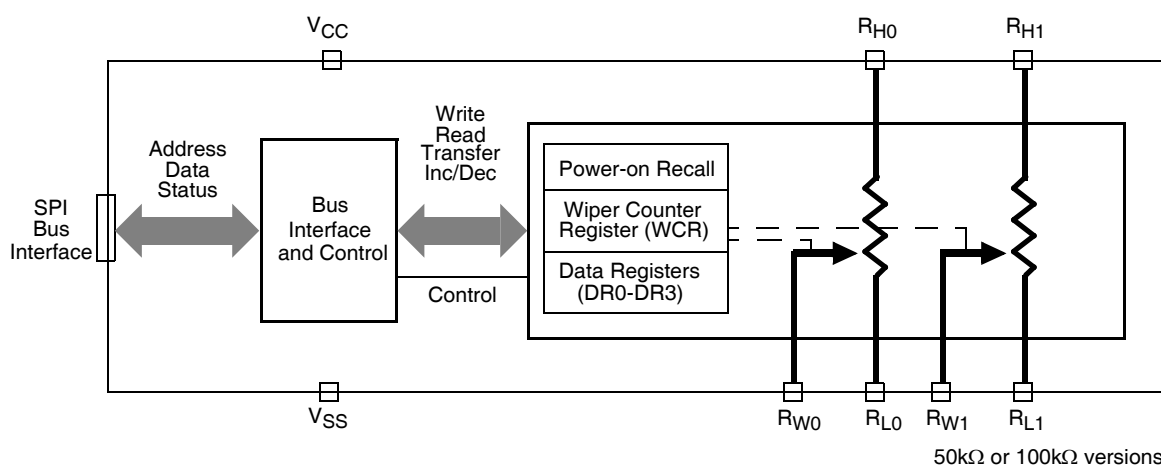 VCC
RH0
RH1
Write
Read
Transfer
Inc/Dec
Address
Data
Status
SPI
Bus
Interface
Bus
Interface
and Control
Control
Power-on Recall
Wiper Counter
Register (WCR)
Data Registers
(DR0-DR3)
VSS
RW0
RL0
RW1
RL1
50kΩ or 100kΩ versions